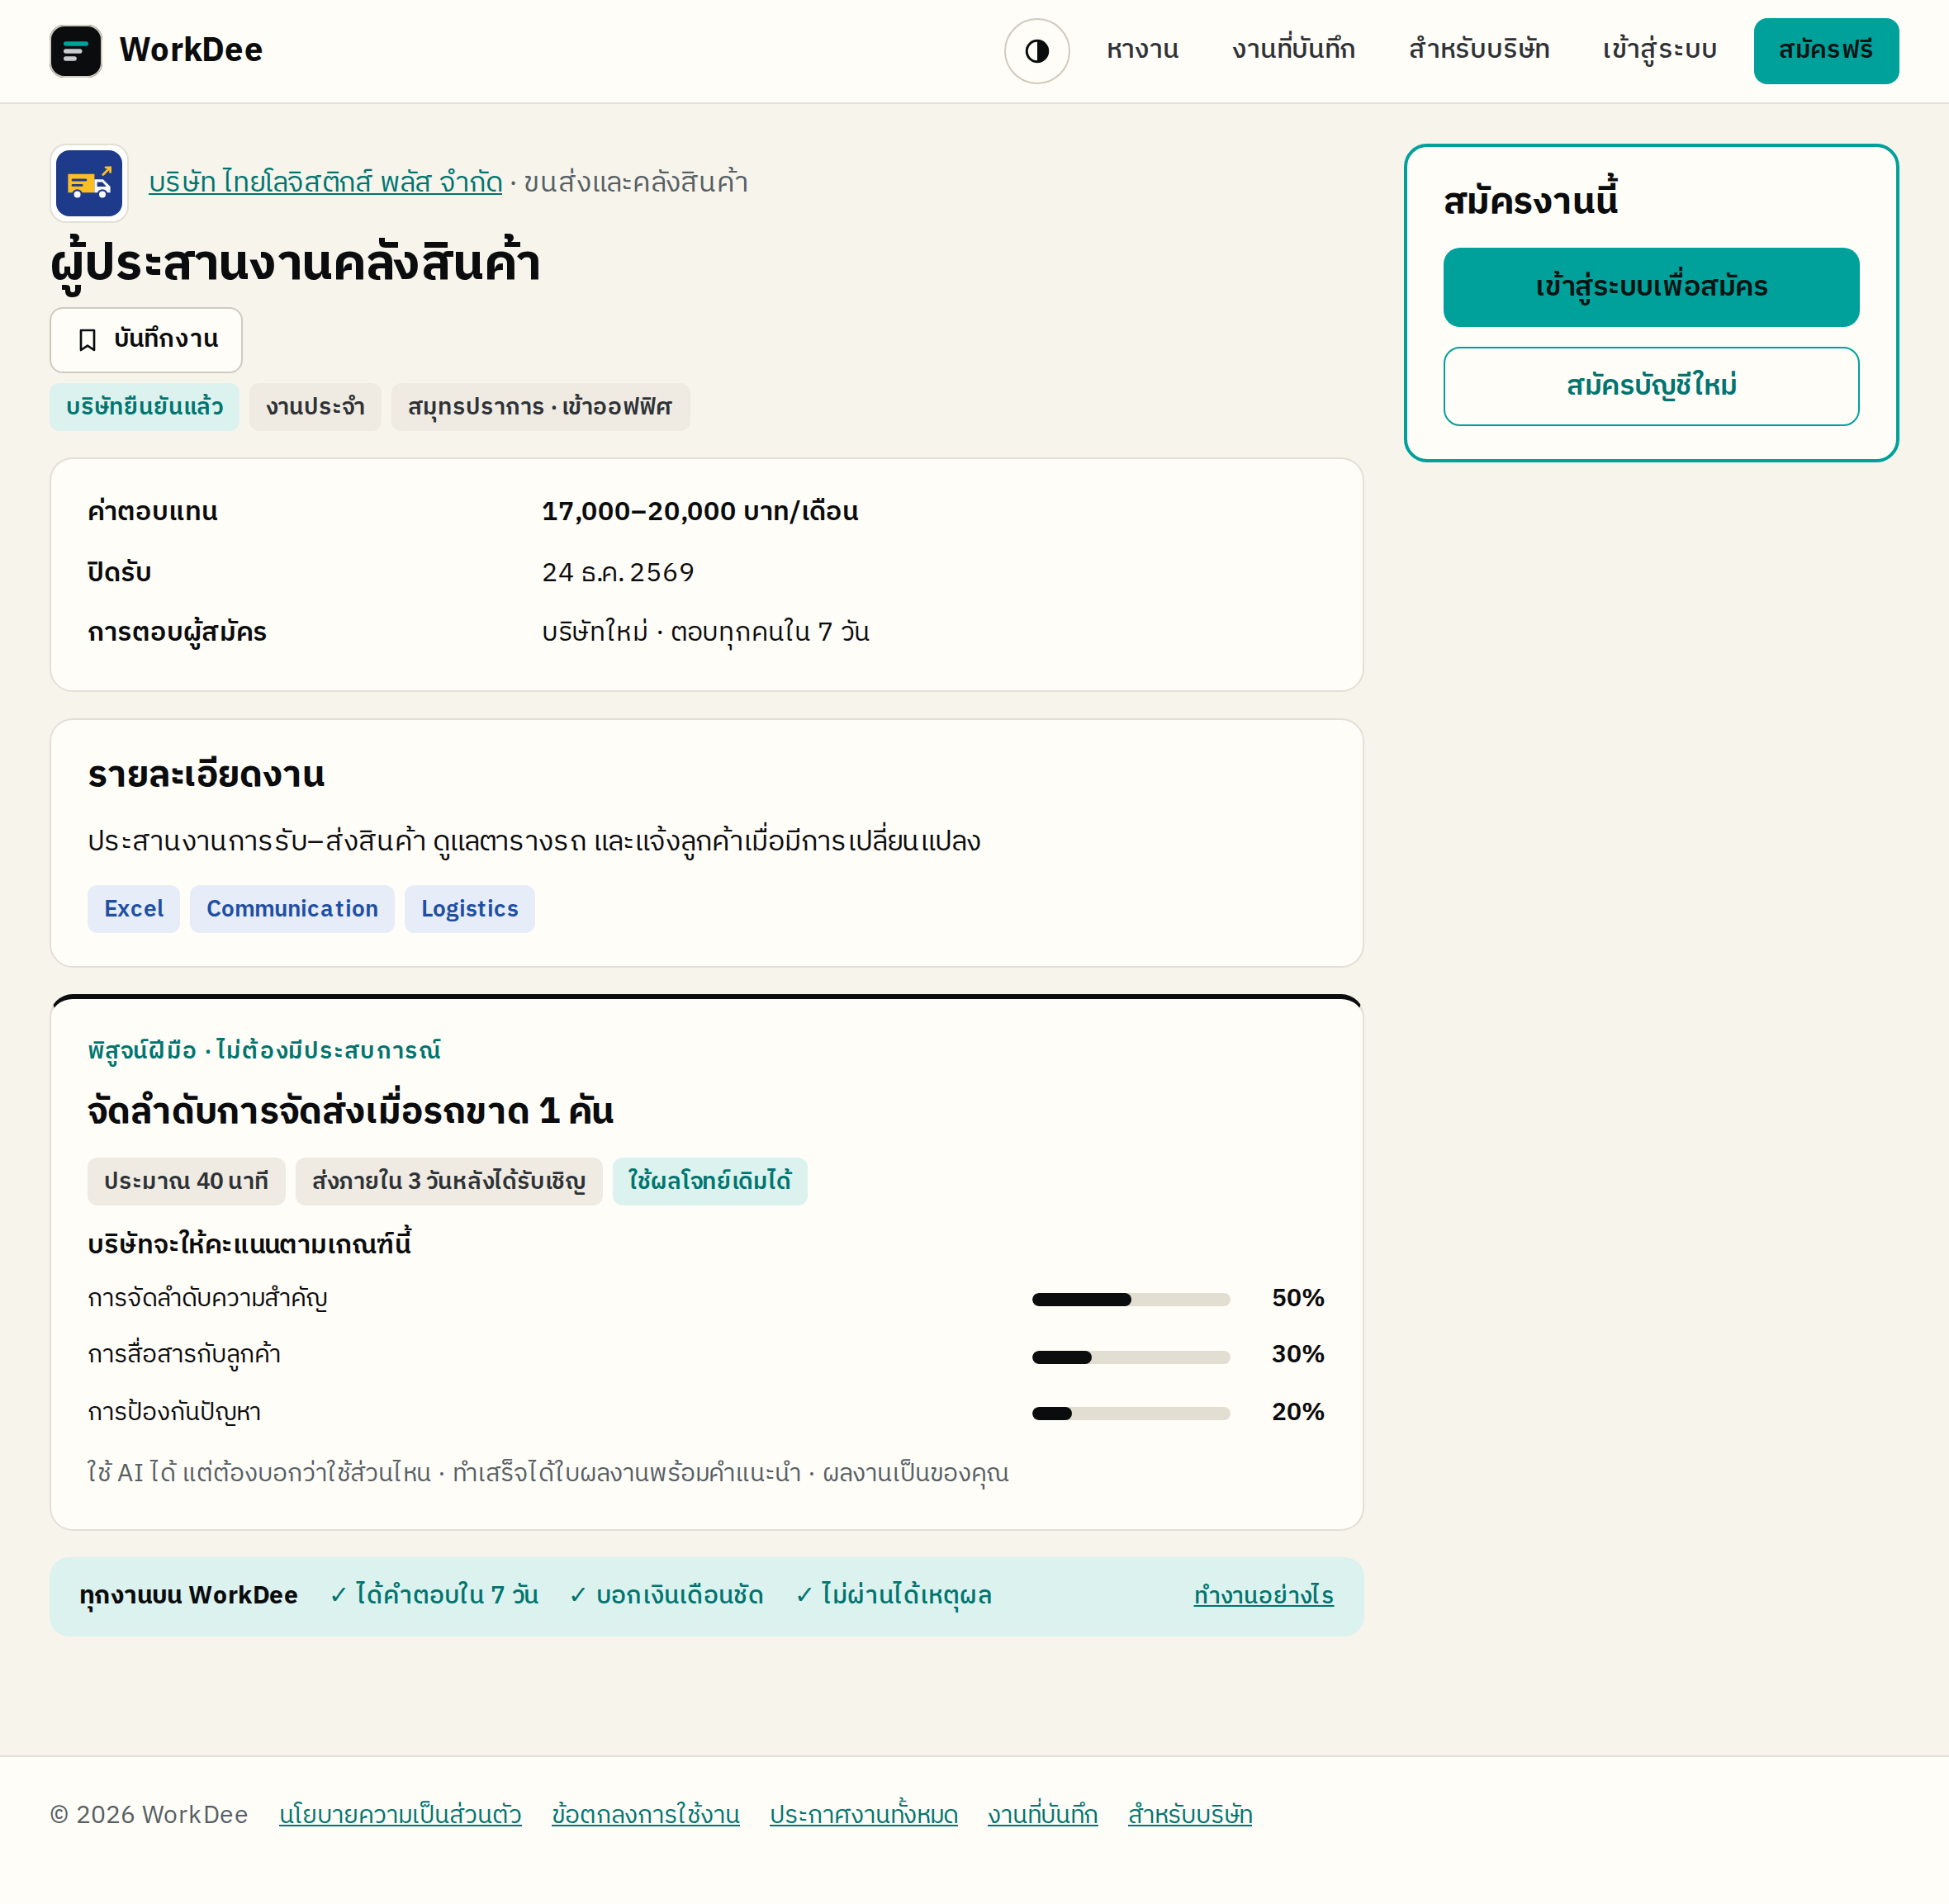 WorkDee
หางาน
งานที่บันทึก
สำหรับบริษัท
เข้าสู่ระบบ
สมัครฟรี
บริษัท ไทยโลจิสติกส์ พลัส จำกัด · ขนส่งและคลังสินค้า
ผู้ประสานงานคลังสินค้า
บันทึกงาน
บริษัทยืนยันแล้ว
งานประจำ
สมุทรปราการ · เข้าออฟฟิศ
สมัครงานนี้
เข้าสู่ระบบเพื่อสมัคร
สมัครบัญชีใหม่
ค่าตอบแทน 17,000–20,000 บาท/เดือน
ปิดรับ 24 ธ.ค. 2569
การตอบผู้สมัคร บริษัทใหม่ · ตอบทุกคนใน 7 วัน
รายละเอียดงาน
ประสานงานการรับ–ส่งสินค้า ดูแลตารางรถ และแจ้งลูกค้าเมื่อมีการเปลี่ยนแปลง
Excel
Communication
Logistics
พิสูจน์ฝีมือ · ไม่ต้องมีประสบการณ์
จัดลำดับการจัดส่งเมื่อรถขาด 1 คัน
ประมาณ 40 นาที
ส่งภายใน 3 วันหลังได้รับเชิญ
ใช้ผลโจทย์เดิมได้
บริษัทจะให้คะแนนตามเกณฑ์นี้
การจัดลำดับความสำคัญ 50%
การสื่อสารกับลูกค้า 30%
การป้องกันปัญหา 20%
ใช้ AI ได้ แต่ต้องบอกว่าใช้ส่วนไหน · ทำเสร็จได้ใบผลงานพร้อมคำแนะนำ · ผลงานเป็นของคุณ
ทุกงานบน WorkDee ✓ ได้คำตอบใน 7 วัน ✓ บอกเงินเดือนชัด ✓ ไม่ผ่านได้เหตุผล ทำงานอย่างไร
© 2026 WorkDee นโยบายความเป็นส่วนตัว ข้อตกลงการใช้งาน ประกาศงานทั้งหมด งานที่บันทึก สำหรับบริษัท